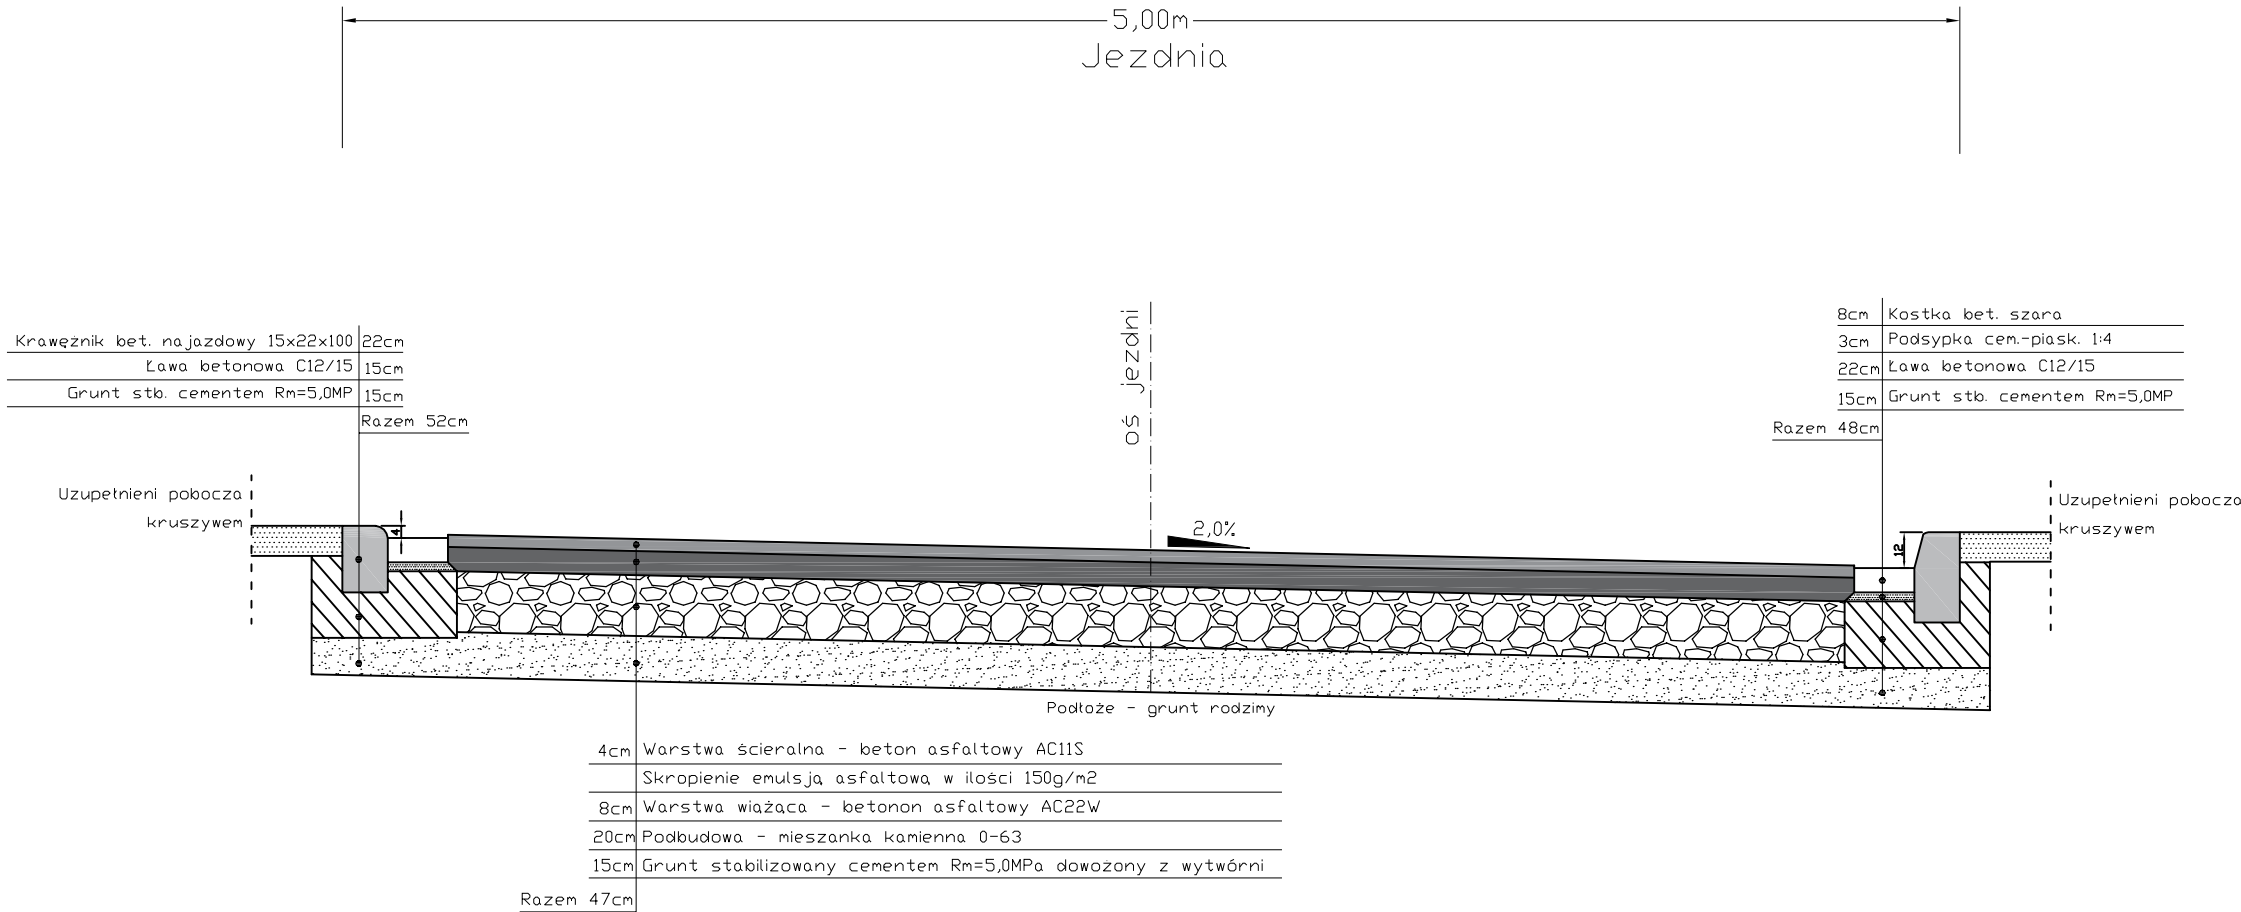 5,00m
Jezdnia
oś jezdni
Krawężnik bet. najazdowy 15x22x100 22cm
Ława betonowa C12/15 15cm
Grunt stb. cementem Rm=5,0MP 15cm
Razem 52cm
8cm Kostka bet. szara
3cm Podsypka cem.-piask. 1:4
22cm Ława betonowa C12/15
15cm Grunt stb. cementem Rm=5,0MP
Razem 48cm
Uzupełnieni pobocza
kruszywem
4
2,0%
12
Uzupełnieni pobocza
kruszywem
Podłoże - grunt rodzimy
4cm Warstwa ścieralna - beton asfaltowy AC11S
Skropienie emulsją asfaltową w ilości 150g/m2
8cm Warstwa wiążąca - betonon asfaltowy AC22W
20cm Podbudowa - mieszanka kamienna 0-63
15cm Grunt stabilizowany cementem Rm=5,0MPa dowożony z wytwórni
Razem 47cm